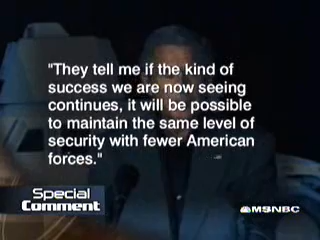 "They tell me if the kind of
success we are now seeing
continues, it will be possible
to maintain the same level of
security with fewer American
forces."
Special
Comment
MSNBC